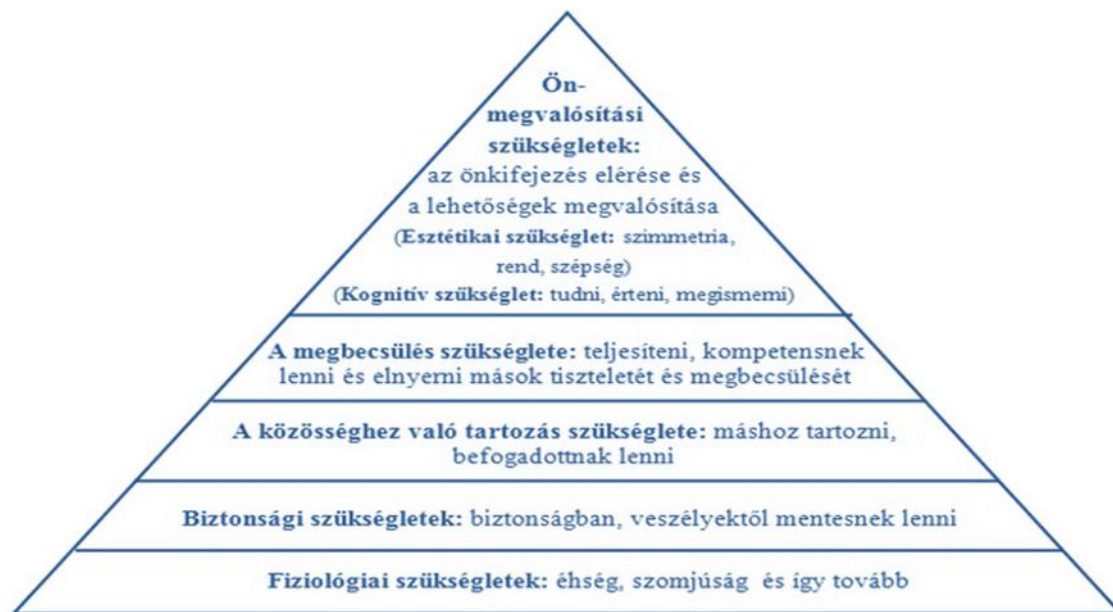 Ön-
megvalósítási
szükségletek:
az önkifejezés elérése és
a lehetőségek megvalósítása
(Esztétikai szükséglet: szimmetria,
rend, szépség)
(Kognitív szükséglet: tudni, érteni, megismerni)
A megbecsülés szükséglete: teljesíteni, kompetensnek
lenni és elnyerni mások tiszteletét és megbecsülését
A közösséghez való tartozás szükséglete: máshoz tartozni,
befogadottnak lenni
Biztonsági szükségletek: biztonságban, veszélyektől mentesnek lenni
Fiziológiai szükségletek: éhség, szomjúság és így tovább